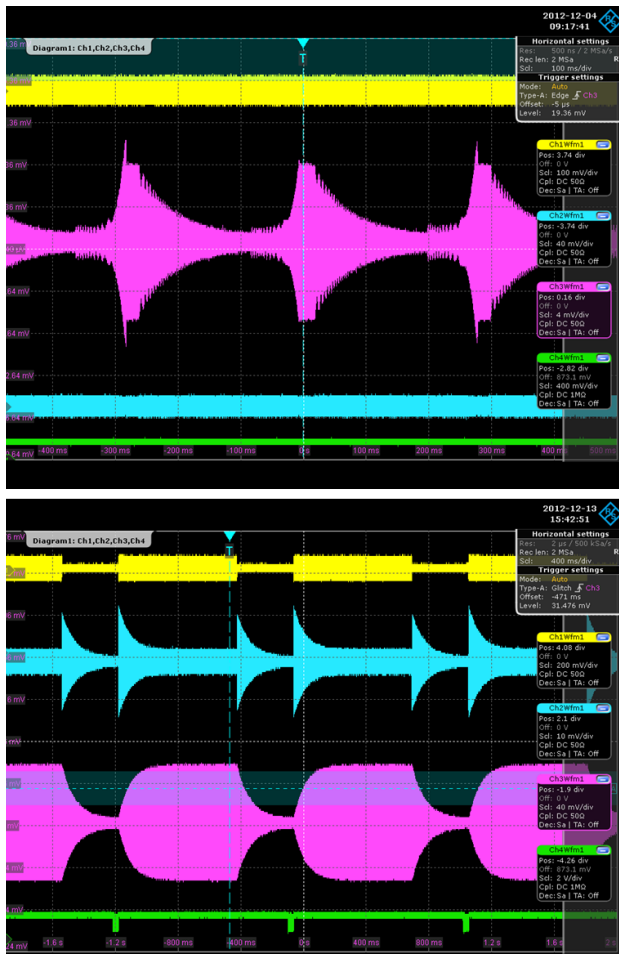 2012-12-04
09:17:41
Diagram1: Ch1,Ch2,Ch3,Ch4
Horizontal settings
Res: 500 ns / 2 MSa/s
Rec len: 2 MSa
Scl: 100 ms/div
Trigger settings
Mode: Auto
Type-A: Edge Ch3
Offset: -5 µs
Level: 19.36 mV
T
Ch1Wfm1
Pos: 3.74 div
Off: 0 V
Scl: 100 mV/div
Cpl: DC 50Ω
Dec: Sa | TA: Off
Ch2Wfm1
Pos: -3.74 div
Off: 0 V
Scl: 40 mV/div
Cpl: DC 50Ω
Dec: Sa | TA: Off
Ch3Wfm1
Pos: 0.16 div
Off: 0 V
Scl: 4 mV/div
Cpl: DC 50Ω
Dec: Sa | TA: Off
Ch4Wfm1
Pos: -2.82 div
Off: 873.1 mV
Scl: 400 mV/div
Cpl: DC 1MΩ
Dec: Sa | TA: Off
-400 ms -300 ms -200 ms -100 ms 0 s 100 ms 200 ms 300 ms 400 m 500 ms
2012-12-13
15:42:51
Diagram1: Ch1,Ch2,Ch3,Ch4
Horizontal settings
Res: 2 µs / 500 kSa/s
Rec len: 2 MSa
Scl: 400 ms/div
Trigger settings
Mode: Auto
Type-A: Glitch Ch3
Offset: -471 ms
Level: 31.476 mV
T
Ch1Wfm1
Pos: 4.08 div
Off: 0 V
Scl: 200 mV/div
Cpl: DC 50Ω
Dec: Sa | TA: Off
Ch2Wfm1
Pos: 2.1 div
Off: 0 V
Scl: 10 mV/div
Cpl: DC 50Ω
Dec: Sa | TA: Off
Ch3Wfm1
Pos: -1.9 div
Off: 0 V
Scl: 40 mV/div
Cpl: DC 50Ω
Dec: Sa | TA: Off
Ch4Wfm1
Pos: -4.26 div
Off: 873.1 mV
Scl: 2 V/div
Cpl: DC 1MΩ
Dec: Sa | TA: Off
-1.6 s -1.2 s -800 ms -400 ms 0 s 400 ms 800 ms 1.2 s 1.6 s 2 s